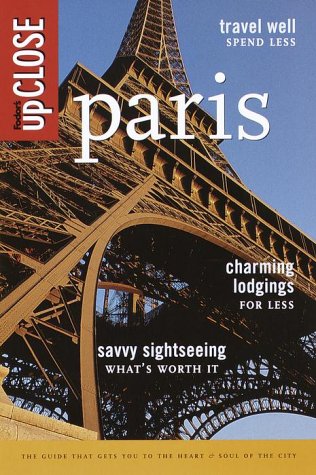 Fodor's
upCLOSE
travel well
SPEND LESS
paris
charming
lodgings
FOR LESS
savvy sightseeing
WHAT'S WORTH IT
THE GUIDE THAT GETS YOU TO THE HEART & SOUL OF THE CITY